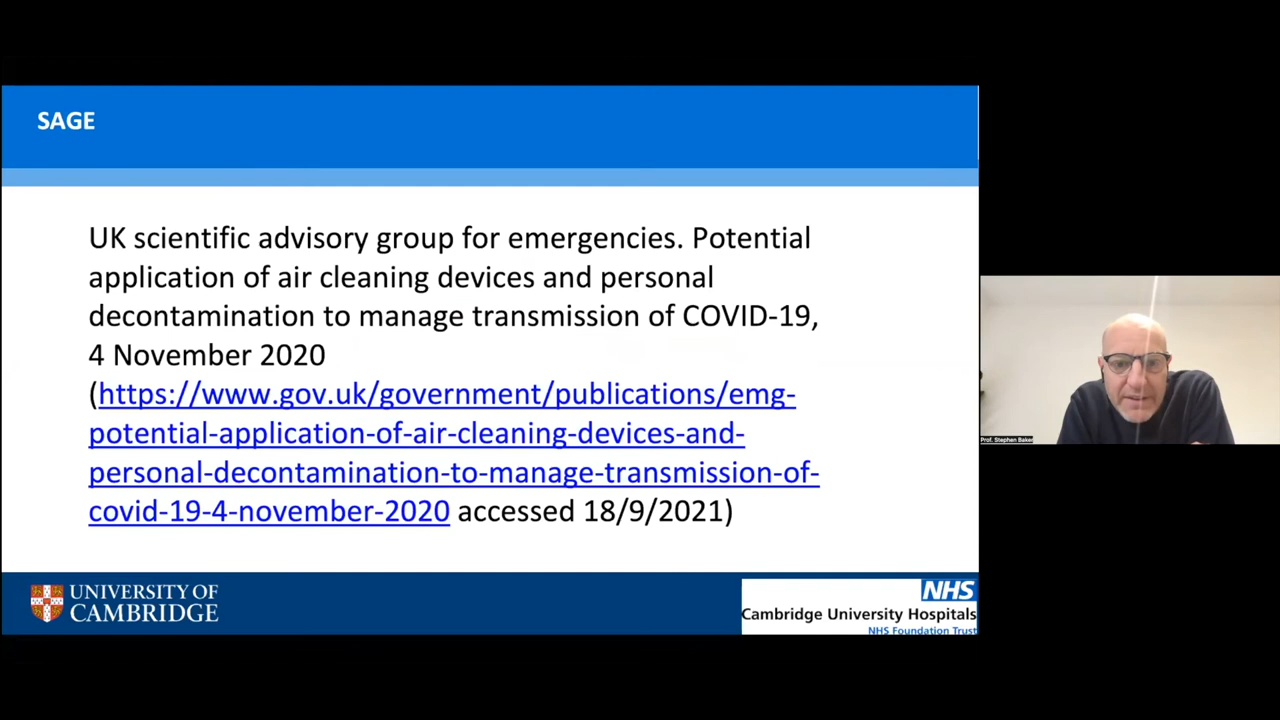 SAGE
UK scientific advisory group for emergencies. Potential
application of air cleaning devices and personal
decontamination to manage transmission of COVID-19,
4 November 2020
(https://www.gov.uk/government/publications/emg-
potential-application-of-air-cleaning-devices-and-
personal-decontamination-to-manage-transmission-of-
covid-19-4-november-2020 accessed 18/9/2021)
Prof. Stephen Baker
UNIVERSITY OF
CAMBRIDGE
NHS
Cambridge University Hospitals
NHS Foundation Trust